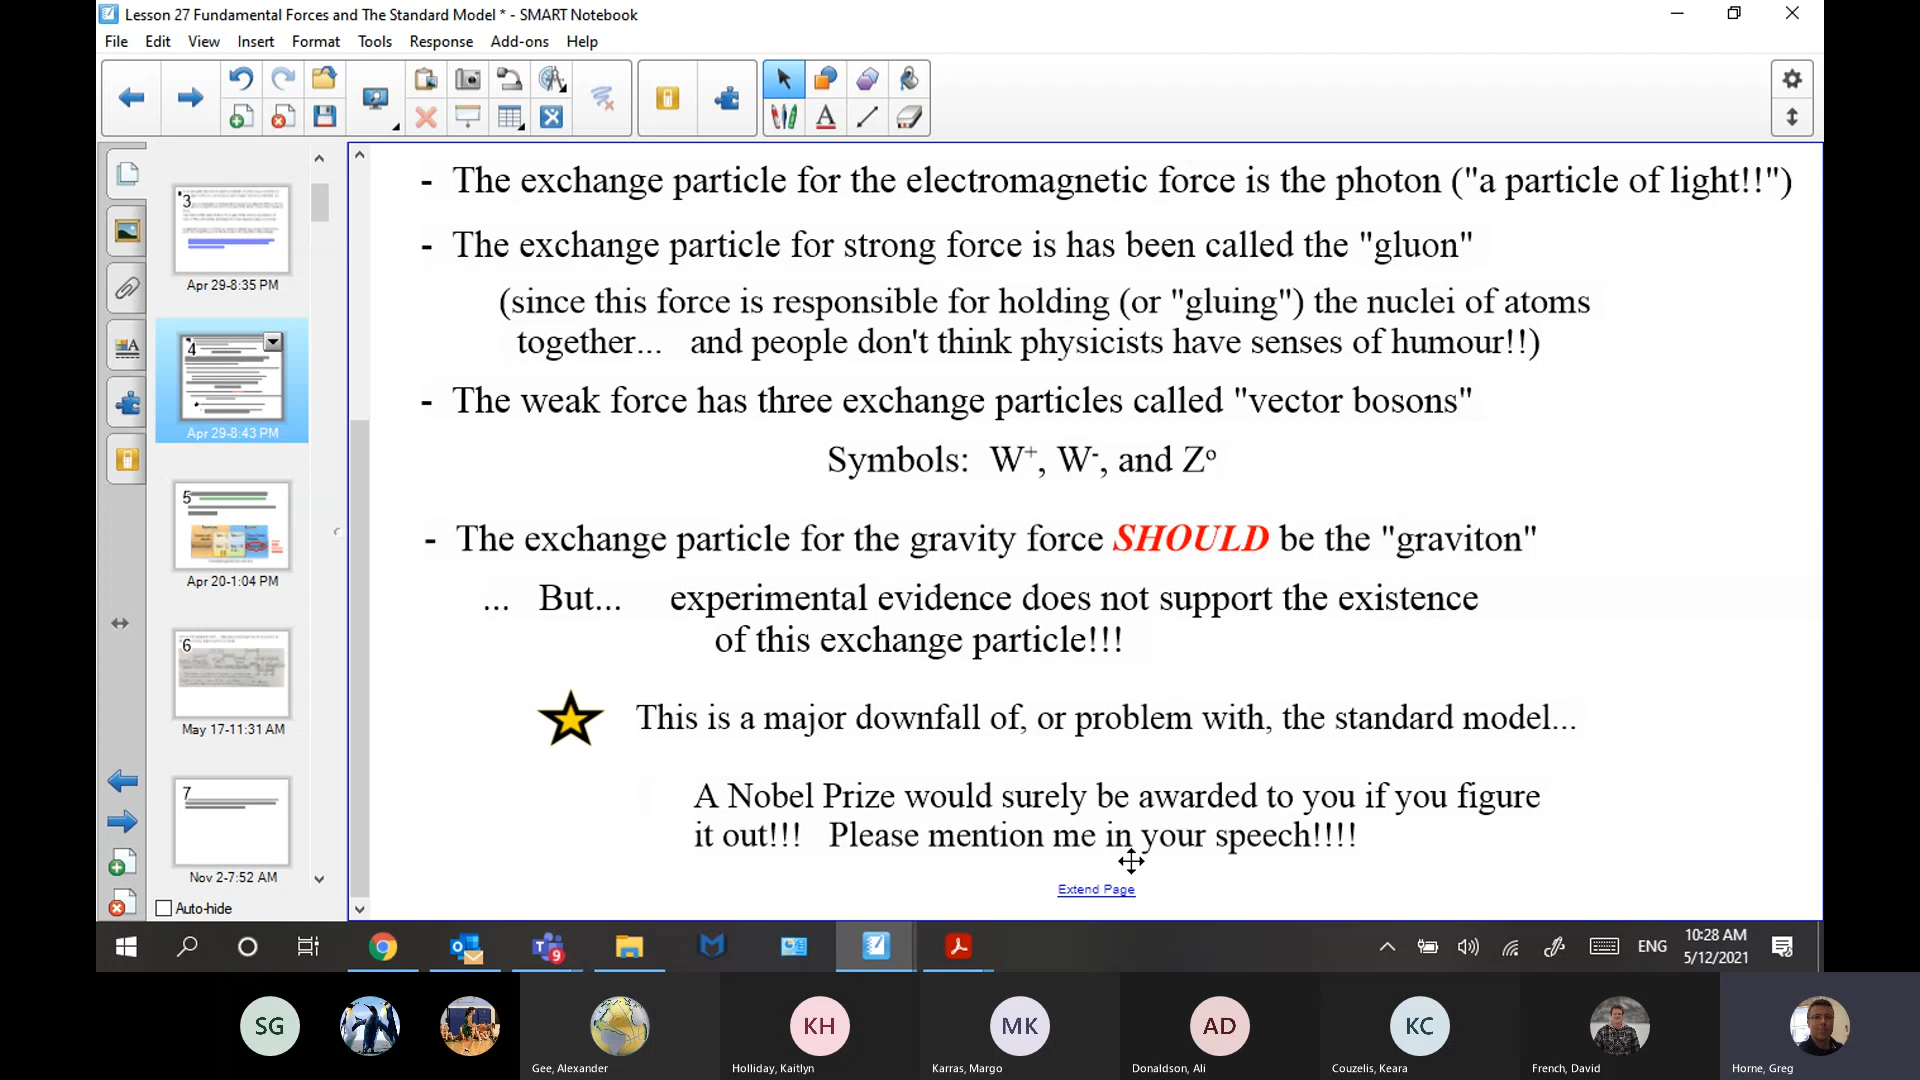 Lesson 27 Fundamental Forces and The Standard Model * - SMART Notebook
File Edit View Insert Format Tools Response Add-ons Help
3
Apr 29-8:35 PM
4
Apr 29-8:43 PM
5
Apr 20-1:04 PM
6
May 17-11:31 AM
7
Nov 2-7:52 AM
Auto-hide
- The exchange particle for the electromagnetic force is the photon ("a particle of light!!")
- The exchange particle for strong force is has been called the "gluon"
(since this force is responsible for holding (or "gluing") the nuclei of atoms
together... and people don't think physicists have senses of humour!!)
- The weak force has three exchange particles called "vector bosons"
Symbols: W⁺, W⁻, and Z⁰
- The exchange particle for the gravity force SHOULD be the "graviton"
... But... experimental evidence does not support the existence
of this exchange particle!!!
This is a major downfall of, or problem with, the standard model...
A Nobel Prize would surely be awarded to you if you figure
it out!!! Please mention me in your speech!!!!
Extend Page
9
ENG
10:28 AM
5/12/2021
SG
KH
MK
AD
KC
Gee, Alexander
Holliday, Kaitlyn
Karras, Margo
Donaldson, Ali
Couzelis, Keara
French, David
Horne, Greg